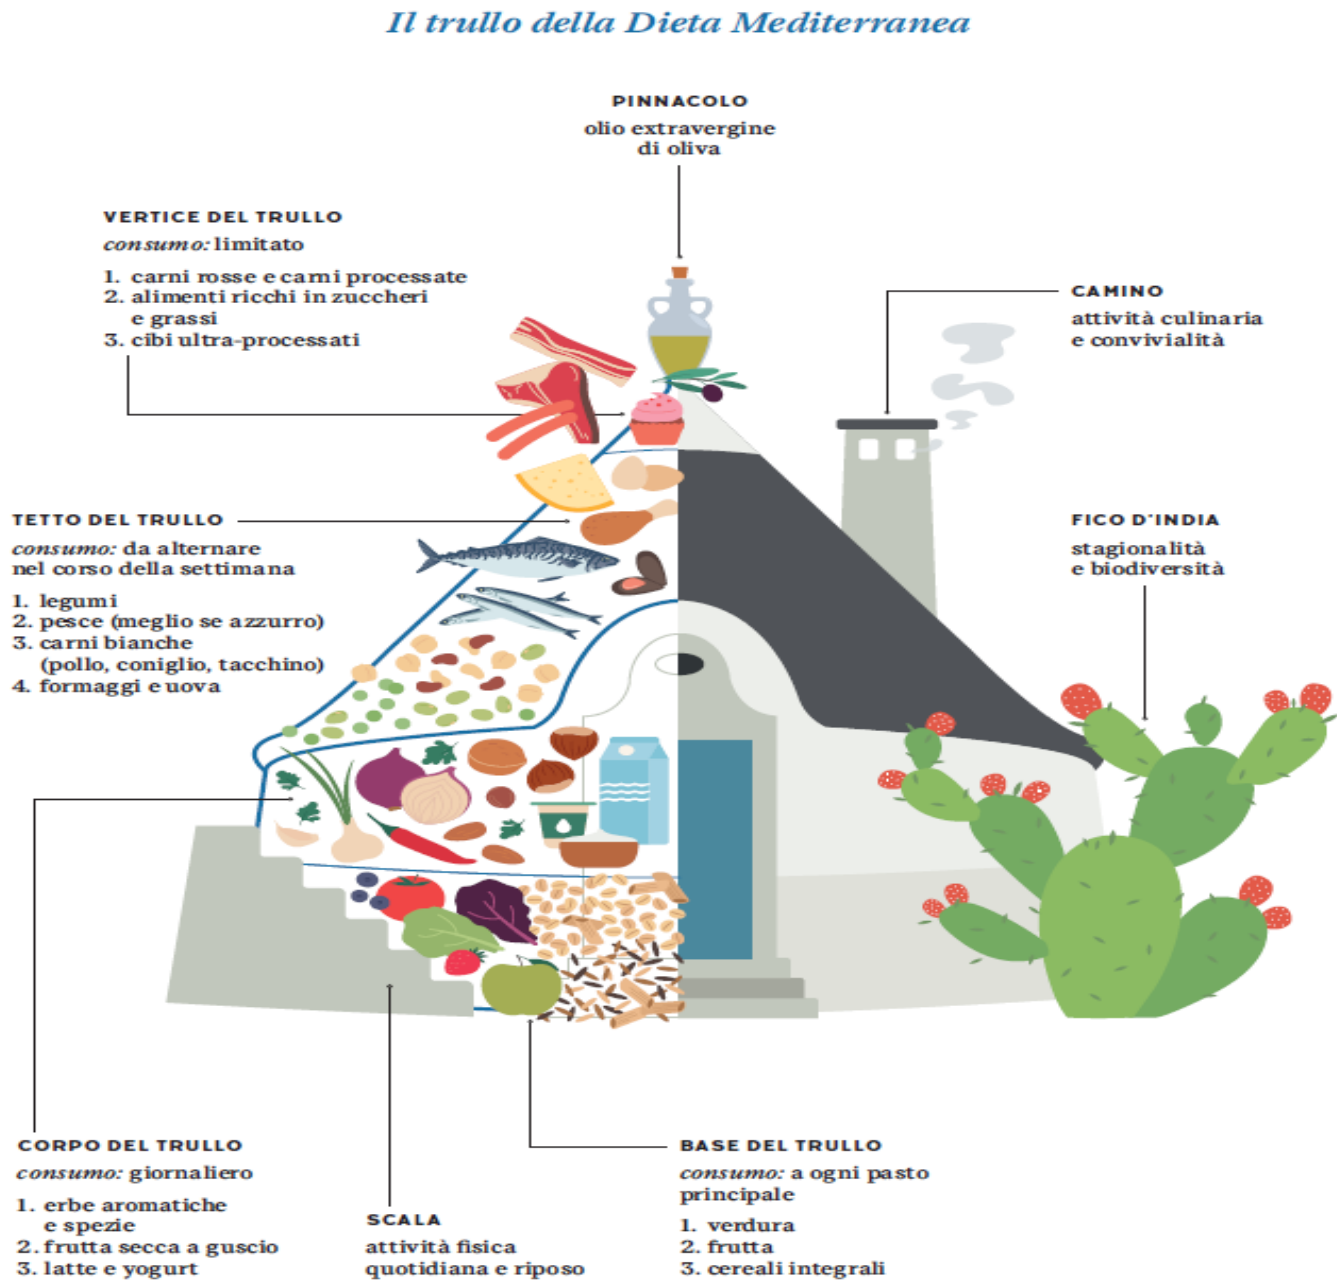 Il trullo della Dieta Mediterranea
PINNACOLO
olio extravergine
di oliva
VERTICE DEL TRULLO
consumo: limitato
1. carni rosse e carni processate
2. alimenti ricchi in zuccheri
e grassi
3. cibi ultra-processati
CAMINO
attività culinaria
e convivialità
TETTO DEL TRULLO
consumo: da alternare
nel corso della settimana
1. legumi
2. pesce (meglio se azzurro)
3. carni bianche
(pollo, coniglio, tacchino)
4. formaggi e uova
FICO D'INDIA
stagionalità
e biodiversità
CORPO DEL TRULLO
consumo: giornaliero
1. erbe aromatiche
e spezie
2. frutta secca a guscio
3. latte e yogurt
SCALA
attività fisica
quotidiana e riposo
BASE DEL TRULLO
consumo: a ogni pasto
principale
1. verdura
2. frutta
3. cereali integrali